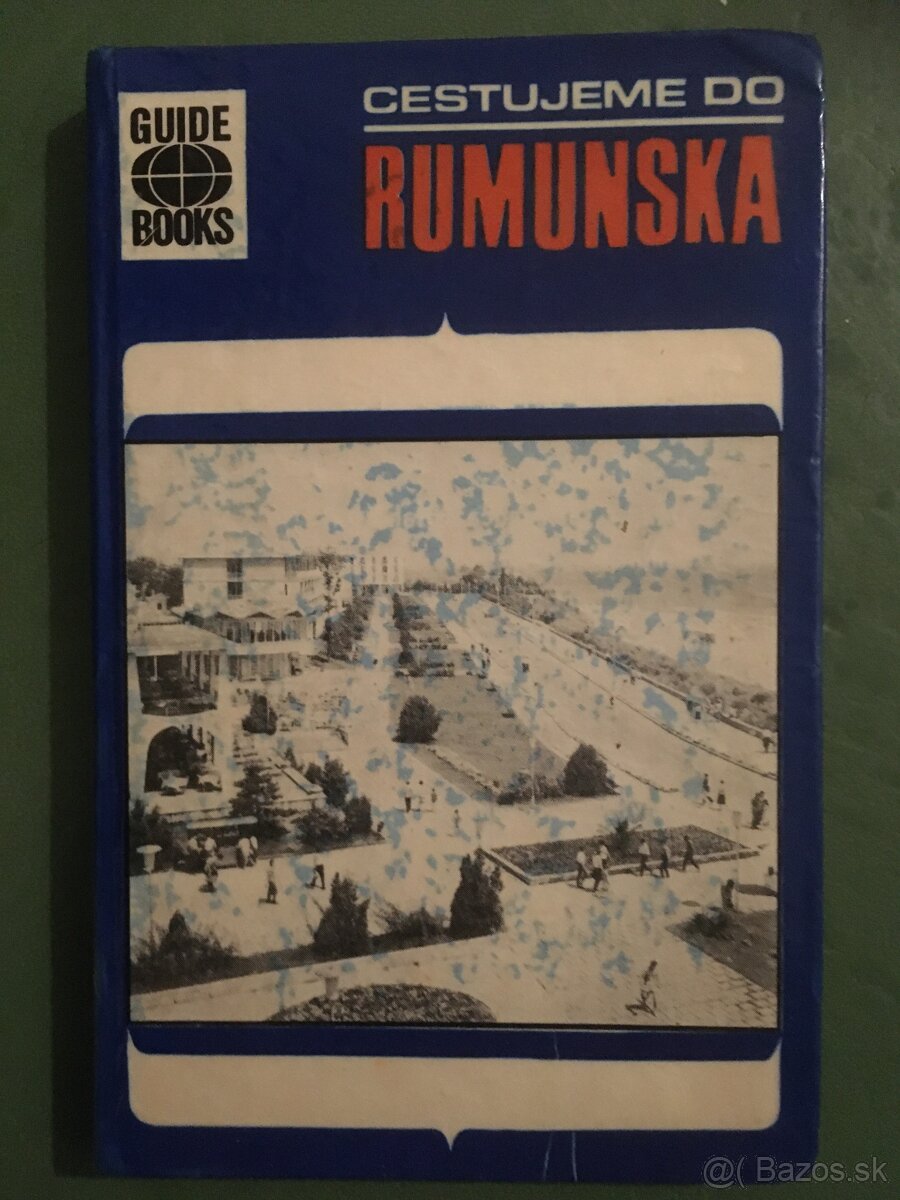 GUIDE
BOOKS
CESTUJEME DO
RUMUNSKA
@( Bazos.sk